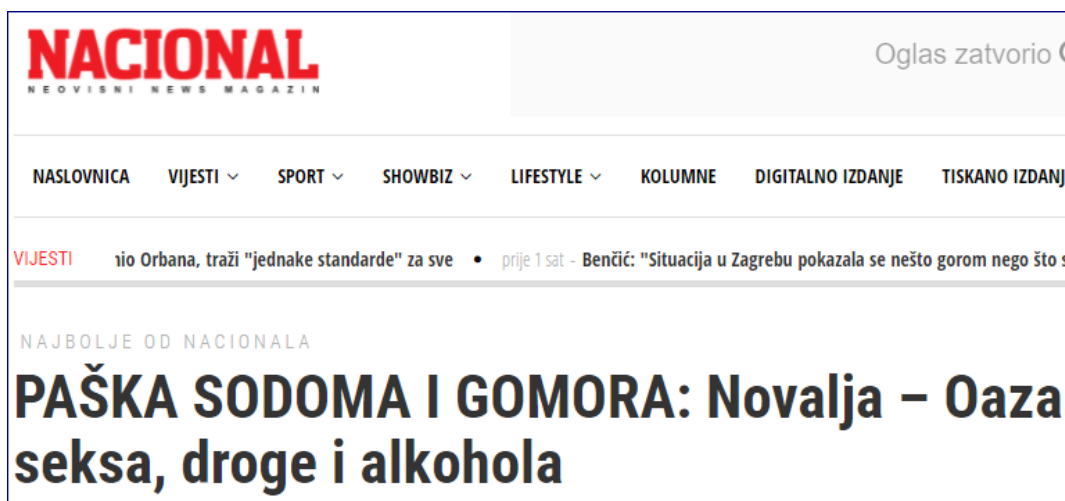 NACIONAL
NEOVISNI NEWS MAGAZIN
Oglas zatvorio
NASLOVNICA VIJESTI SPORT SHOWBIZ LIFESTYLE KOLUMNE DIGITALNO IZDANJE TISKANO IZDANJ
VIJESTI Orbana, traži "jednake standarde" za sve • prije 1 sat - Benčić: "Situacija u Zagrebu pokazala se nešto gorom nego što
NAJBOLJE OD NACIONALA
PAŠKA SODOMA I GOMORA: Novalja – Oaza
seksa, droge i alkohola